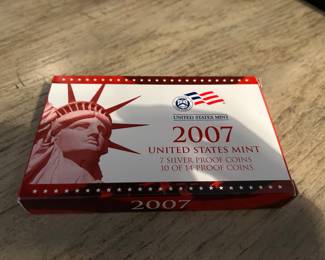 UNITED STATES MINT
2007
UNITED STATES MINT
7 SILVER PROOF COINS
10 OF 14 PROOF COINS
2007